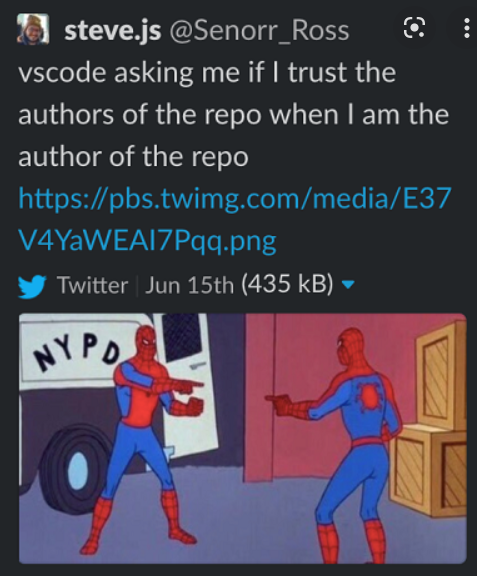 steve.js @Senorr_Ross
vscode asking me if I trust the
authors of the repo when I am the
author of the repo
https://pbs.twimg.com/media/E37
V4YaWEAI7Pqq.png
Twitter Jun 15th (435 kB)
NYPD